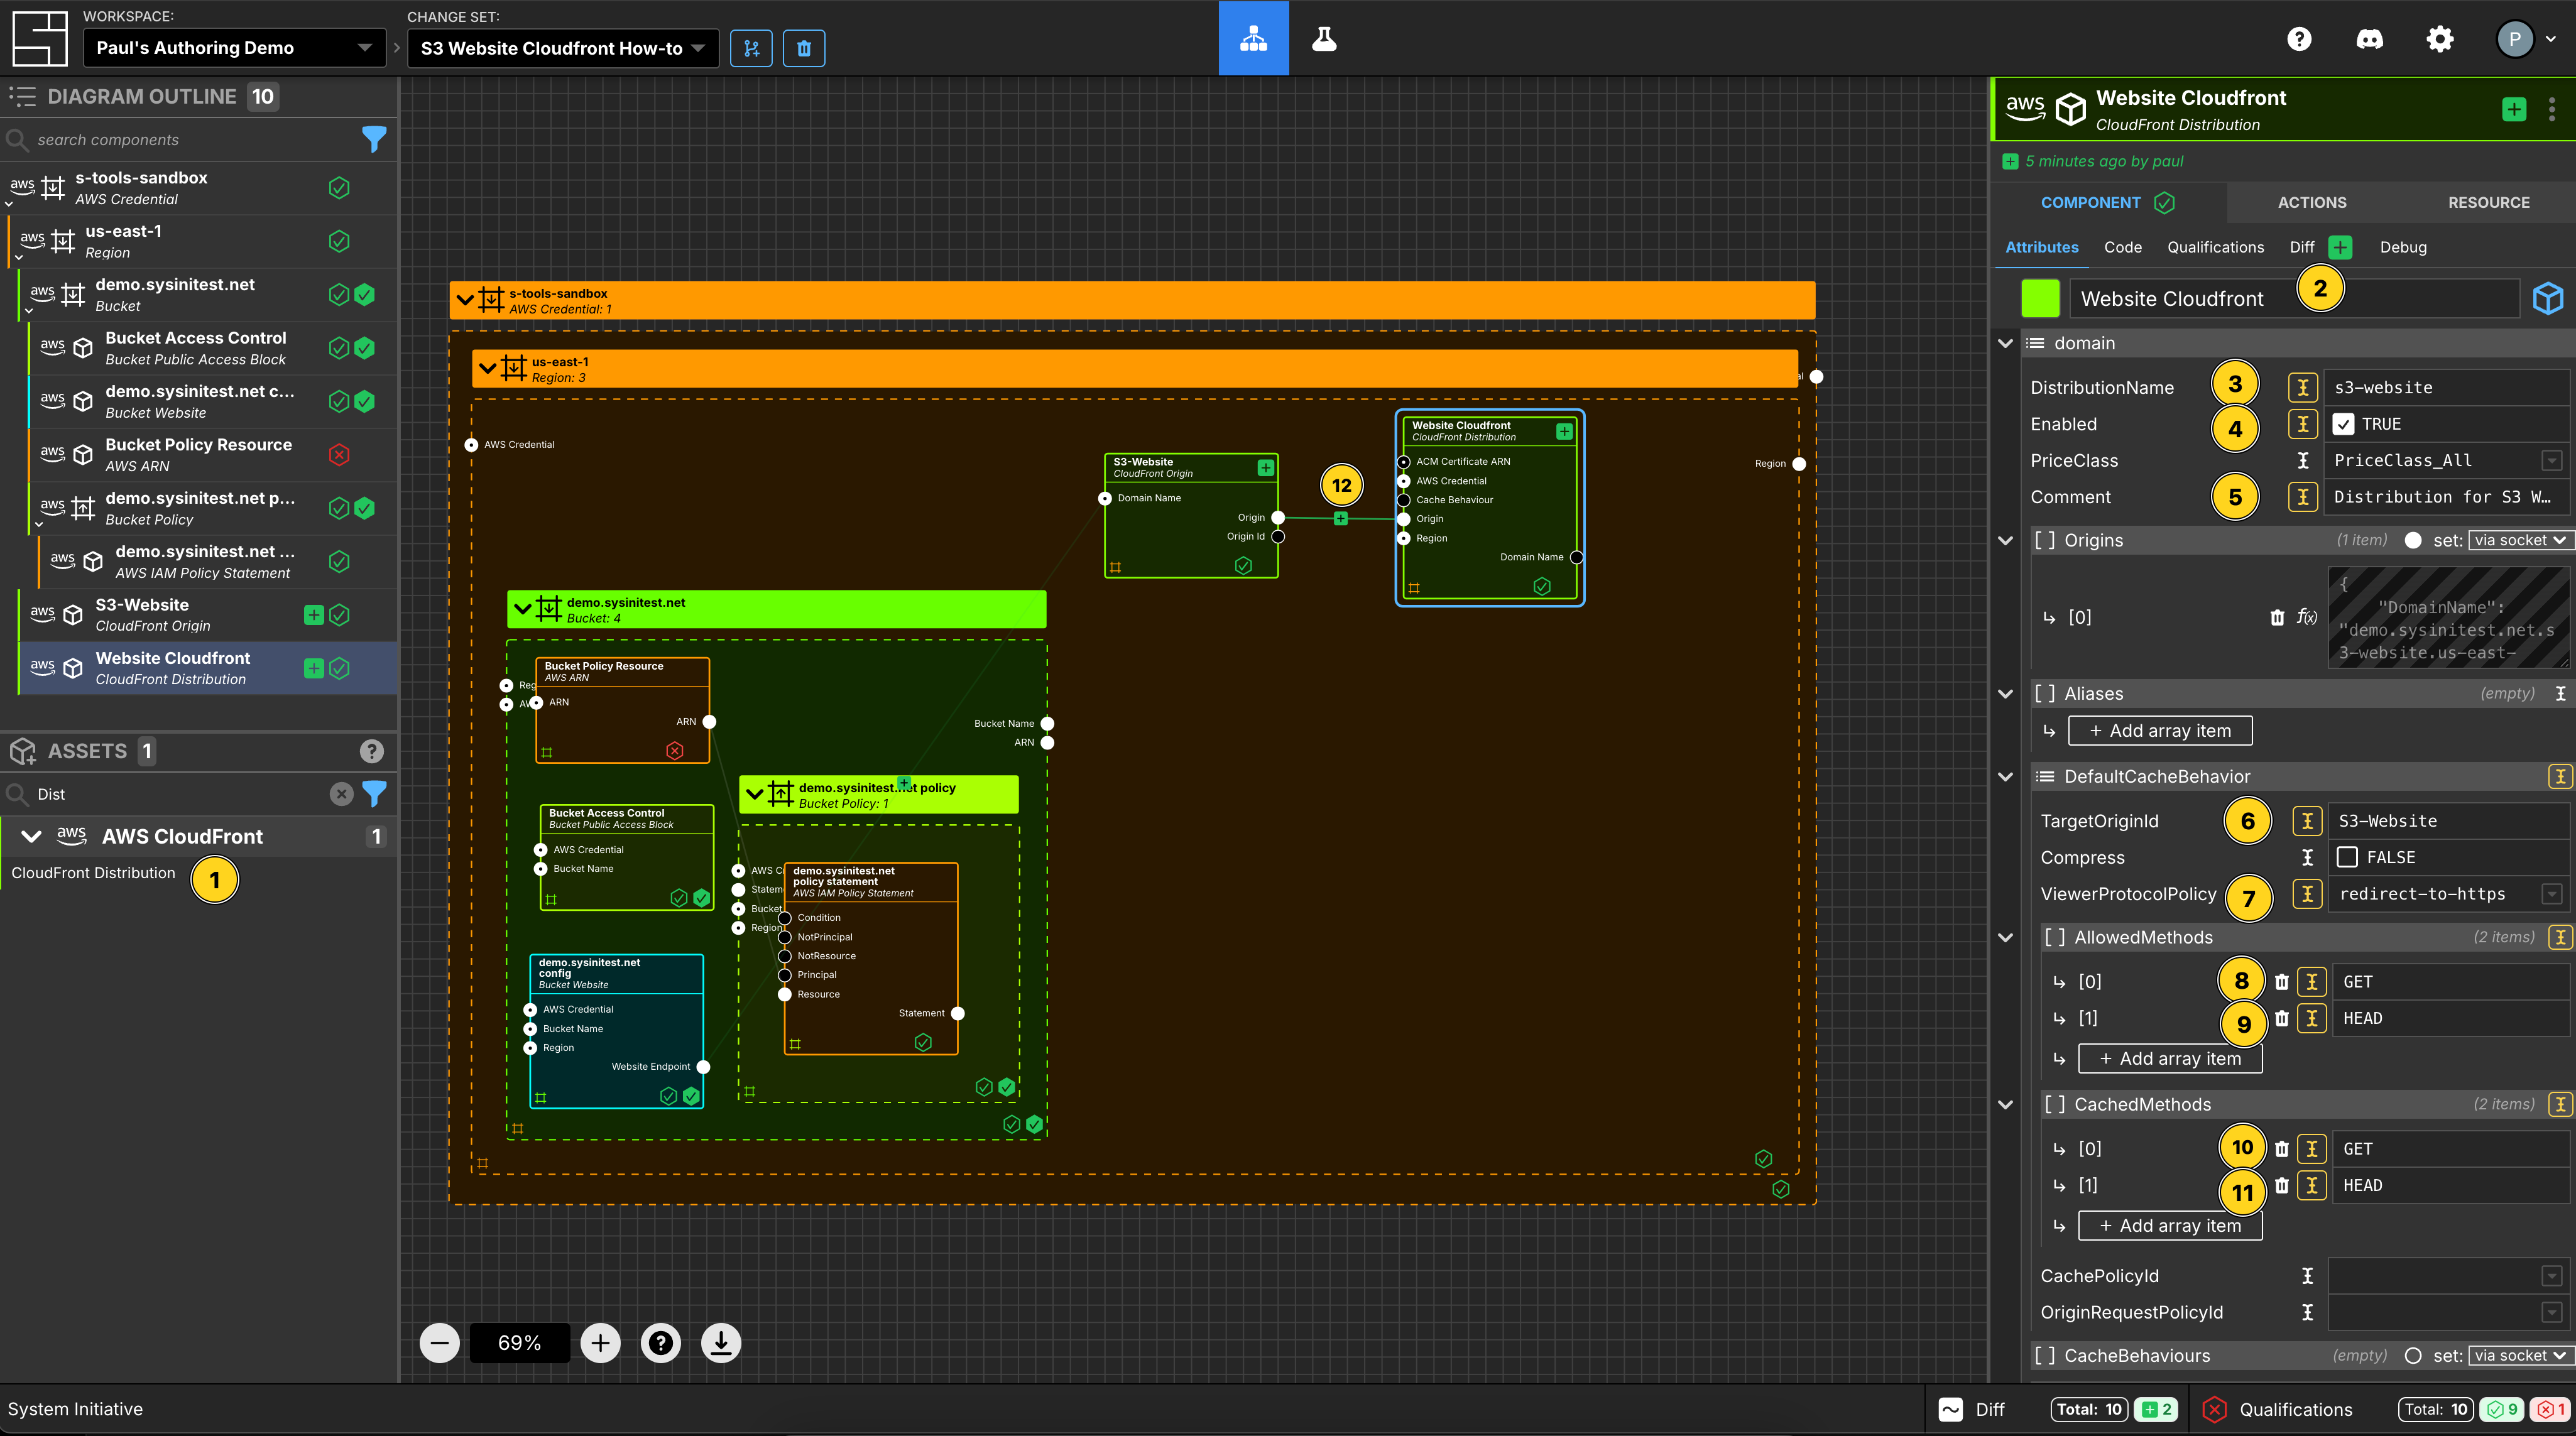 WORKSPACE:
Paul's Authoring Demo
CHANGE SET:
S3 Website Cloudfront How-to
P
DIAGRAM OUTLINE 10
search components
aws s-tools-sandbox
AWS Credential
aws us-east-1
Region
aws demo.sysinitest.net
Bucket
aws Bucket Access Control
Bucket Public Access Block
aws demo.sysinitest.net c...
Bucket Website
aws Bucket Policy Resource
AWS ARN
aws demo.sysinitest.net p...
Bucket Policy
aws demo.sysinitest.net ...
AWS IAM Policy Statement
aws S3-Website
CloudFront Origin
aws Website Cloudfront
CloudFront Distribution
ASSETS 1
Dist
aws AWS CloudFront 1
CloudFront Distribution 1
s-tools-sandbox
AWS Credential: 1
us-east-1
Region: 3
al
AWS Credential
Region
S3-Website
CloudFront Origin
Domain Name
Origin
Origin Id
12
Website Cloudfront
CloudFront Distribution
ACM Certificate ARN
AWS Credential
Cache Behaviour
Origin
Region
Domain Name
demo.sysinitest.net
Bucket: 4
Reg
AW
Bucket Name
ARN
Bucket Policy Resource
AWS ARN
ARN
ARN
Bucket Access Control
Bucket Public Access Block
AWS Credential
Bucket Name
demo.sysinitest.net
config
Bucket Website
AWS Credential
Bucket Name
Region
Website Endpoint
demo.sysinitest.net policy
Bucket Policy: 1
AWS C
Statem
Bucket
Region
demo.sysinitest.net
policy statement
AWS IAM Policy Statement
Condition
NotPrincipal
NotResource
Principal
Resource
Statement
69%
aws Website Cloudfront
CloudFront Distribution
5 minutes ago by paul
COMPONENT ACTIONS RESOURCE
Attributes Code Qualifications Diff Debug
Website Cloudfront 2
domain
DistributionName 3 s3-website
Enabled 4 TRUE
PriceClass PriceClass_All
Comment 5 Distribution for S3 W...
[ ] Origins (1 item) set: via socket
[0] f(x) {
"DomainName":
"demo.sysinitest.net.s
3-website.us-east-
[ ] Aliases (empty)
+ Add array item
DefaultCacheBehavior
TargetOriginId 6 S3-Website
Compress FALSE
ViewerProtocolPolicy 7 redirect-to-https
[ ] AllowedMethods (2 items)
[0] 8 GET
[1] 9 HEAD
+ Add array item
[ ] CachedMethods (2 items)
[0] 10 GET
[1] 11 HEAD
+ Add array item
CachePolicyId
OriginRequestPolicyId
[ ] CacheBehaviours (empty) set: via socket
System Initiative
Diff Total: 10 2
Qualifications Total: 10 9 1